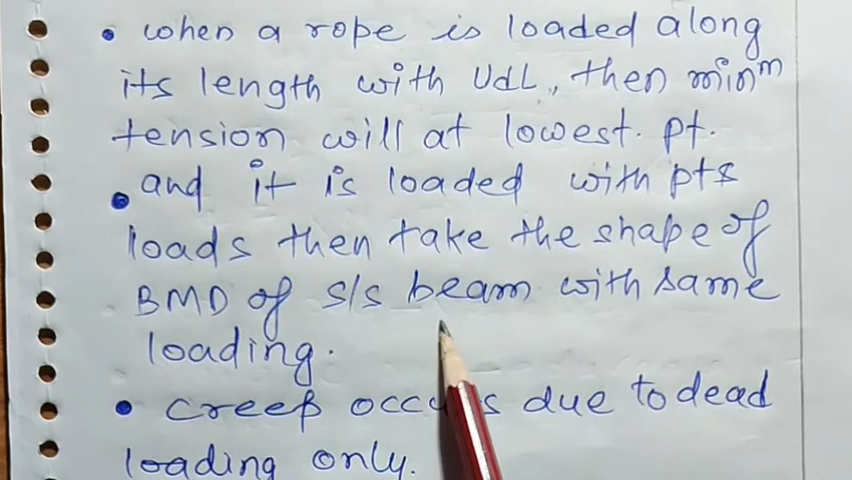 • when a rope is loaded along
its length with UdL, then minᵐ
tension will at lowest. pt.
• and it is loaded with pts
loads then take the shape of
BMD of s/s beam with same
loading.
• creep occurs due to dead
loading only.